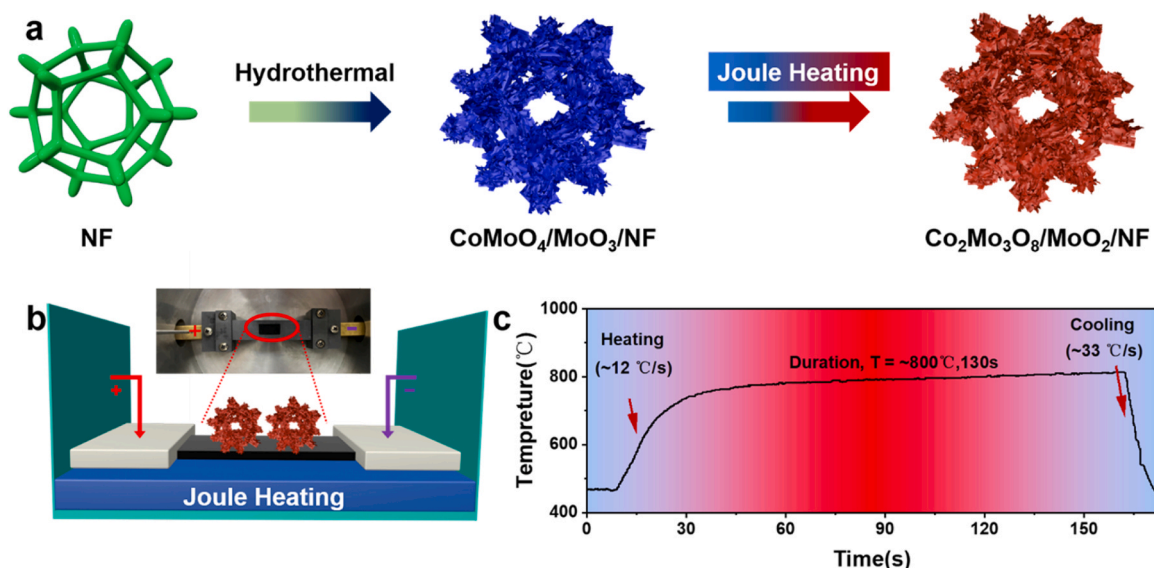 a
Hydrothermal
Joule Heating
NF
CoMoO₄/MoO₃/NF
Co₂Mo₃O₈/MoO₂/NF
b
+
−
+
−
Joule Heating
c
Tempreture(℃)
1000
800
600
400
Heating
(~12 ℃/s)
Duration, T = ~800℃,130s
Cooling
(~33 ℃/s)
0
30
60
90
120
150
Time(s)